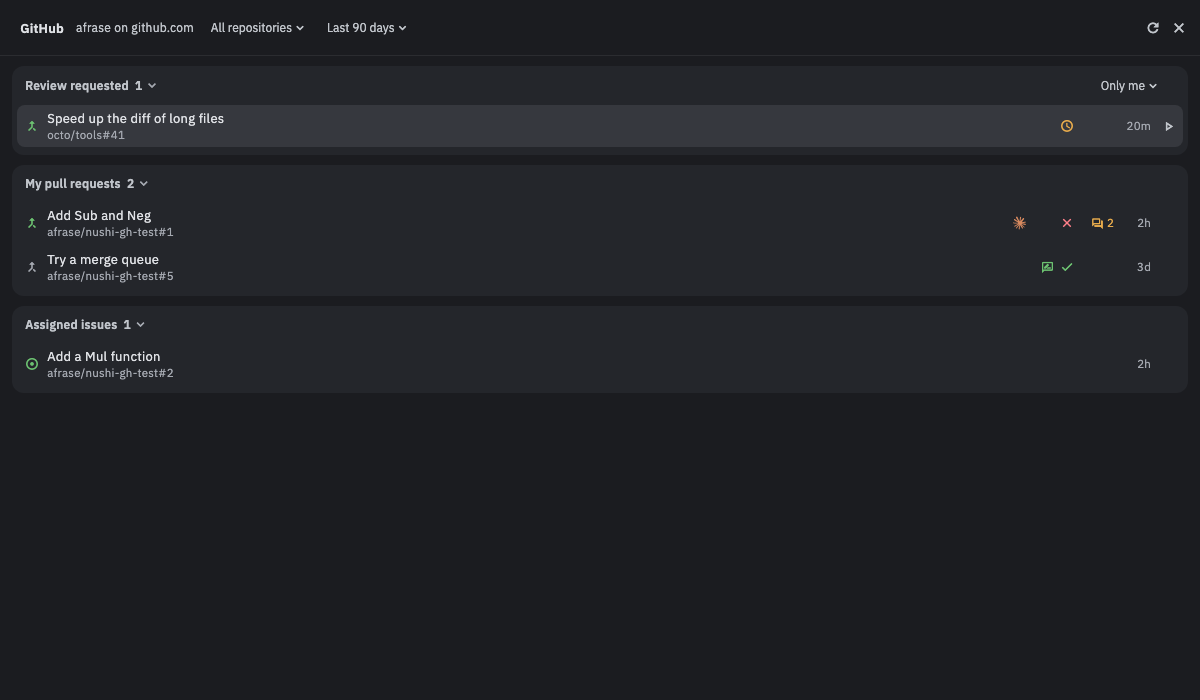 GitHub afrase on github.com All repositories Last 90 days
Review requested 1 Only me
Speed up the diff of long files
octo/tools#41
20m
My pull requests 2
Add Sub and Neg
afrase/nushi-gh-test#1
2 2h
Try a merge queue
afrase/nushi-gh-test#5
3d
Assigned issues 1
Add a Mul function
afrase/nushi-gh-test#2
2h